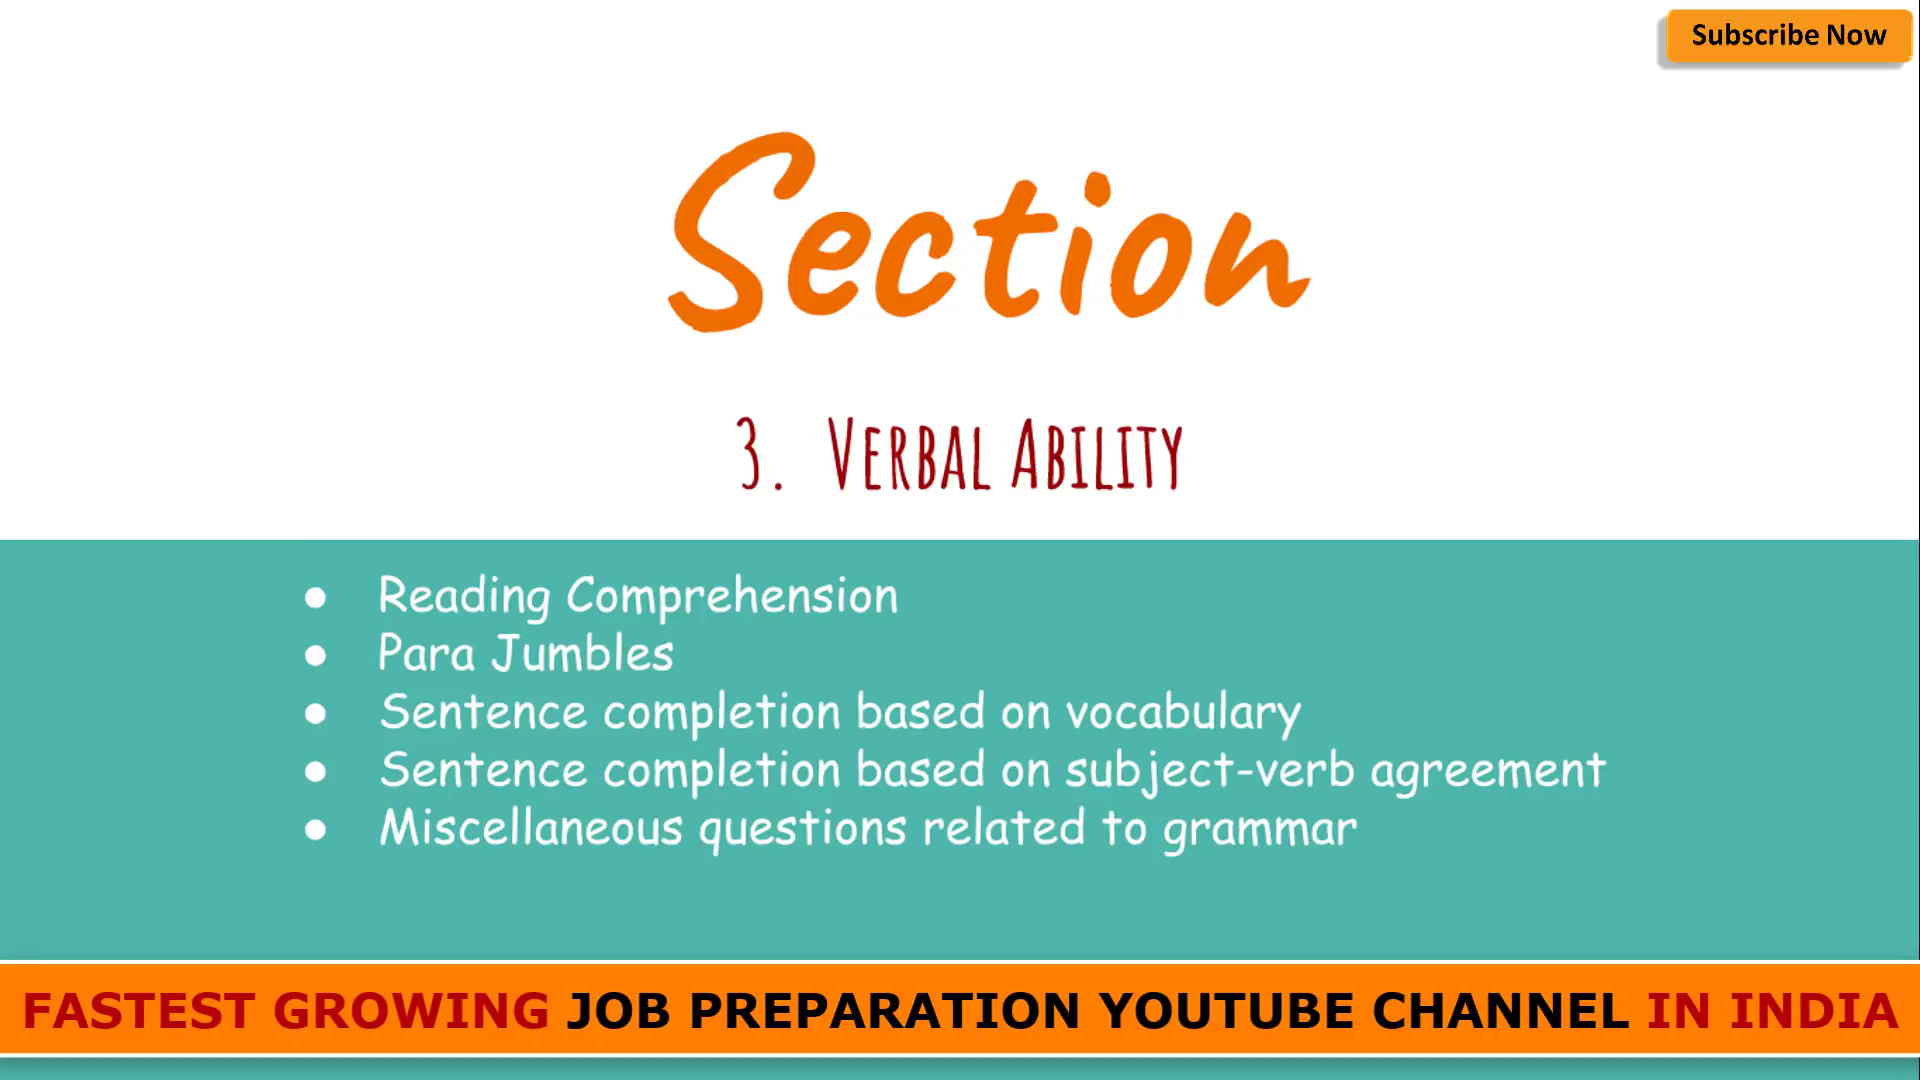 Subscribe Now
Section
3. VERBAL ABILITY
● Reading Comprehension
● Para Jumbles
● Sentence completion based on vocabulary
● Sentence completion based on subject-verb agreement
● Miscellaneous questions related to grammar
FASTEST GROWING JOB PREPARATION YOUTUBE CHANNEL IN INDIA